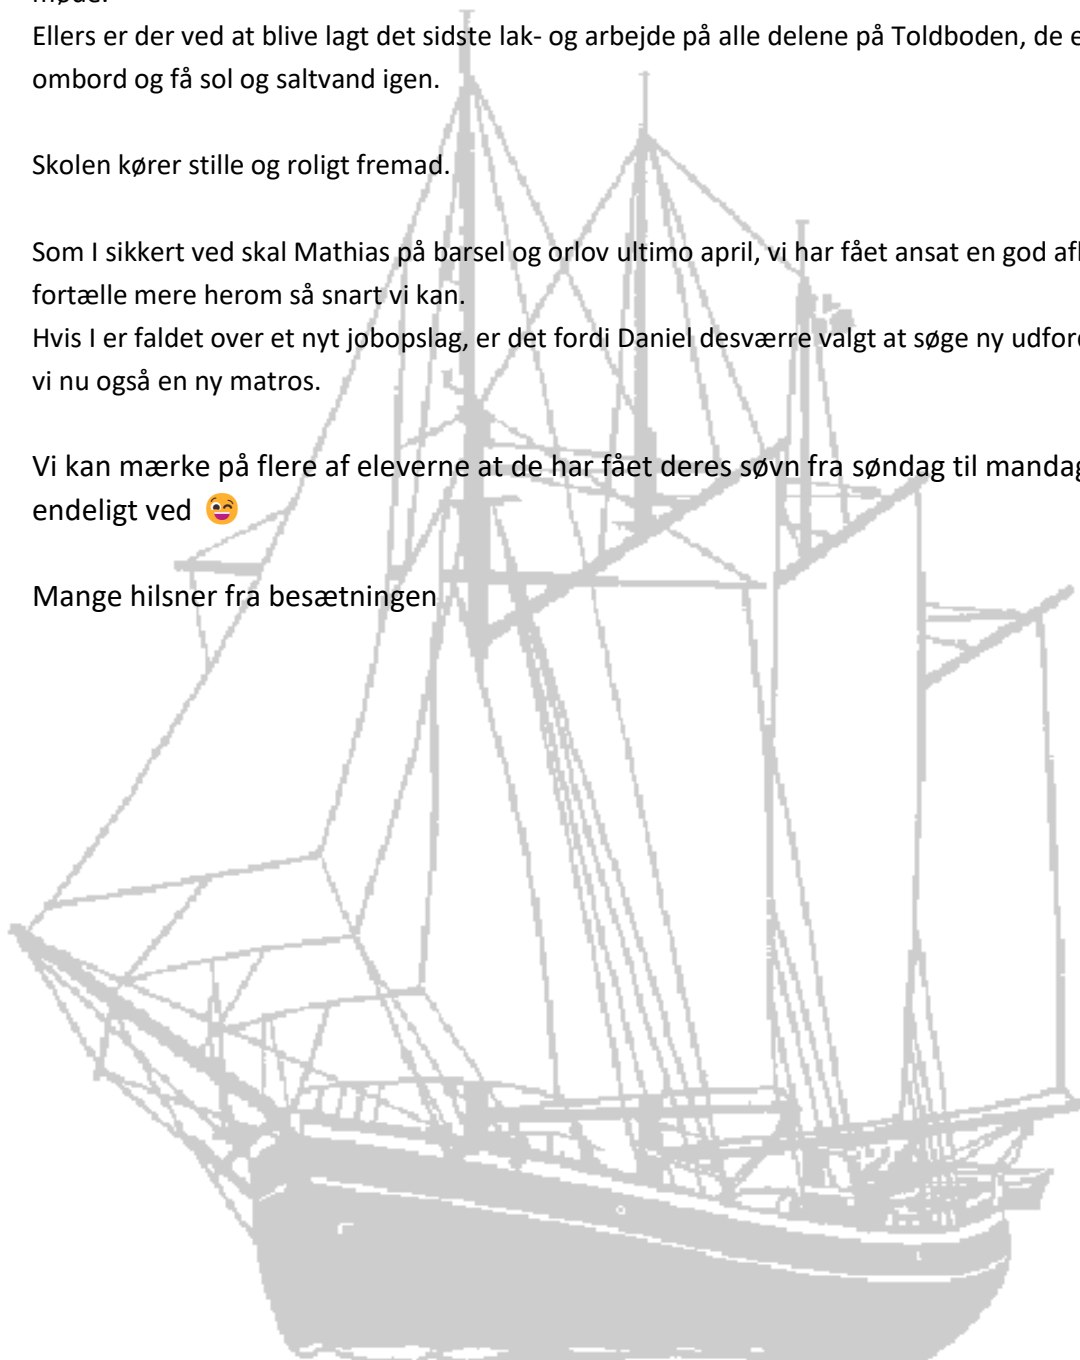 møde.
Ellers er der ved at blive lagt det sidste lak- og arbejde på alle delene på Toldboden, de
ombord og få sol og saltvand igen.
Skolen kører stille og roligt fremad.
Som I sikkert ved skal Mathias på barsel og orlov ultimo april, vi har fået ansat en god
fortælle mere herom så snart vi kan.
Hvis I er faldet over et nyt jobopslag, er det fordi Daniel desværre valgt at søge ny
vi nu også en ny matros.
Vi kan mærke på flere af eleverne at de har fået deres søvn fra søndag til mandag
endeligt ved 😉
Mange hilsner fra besætningen